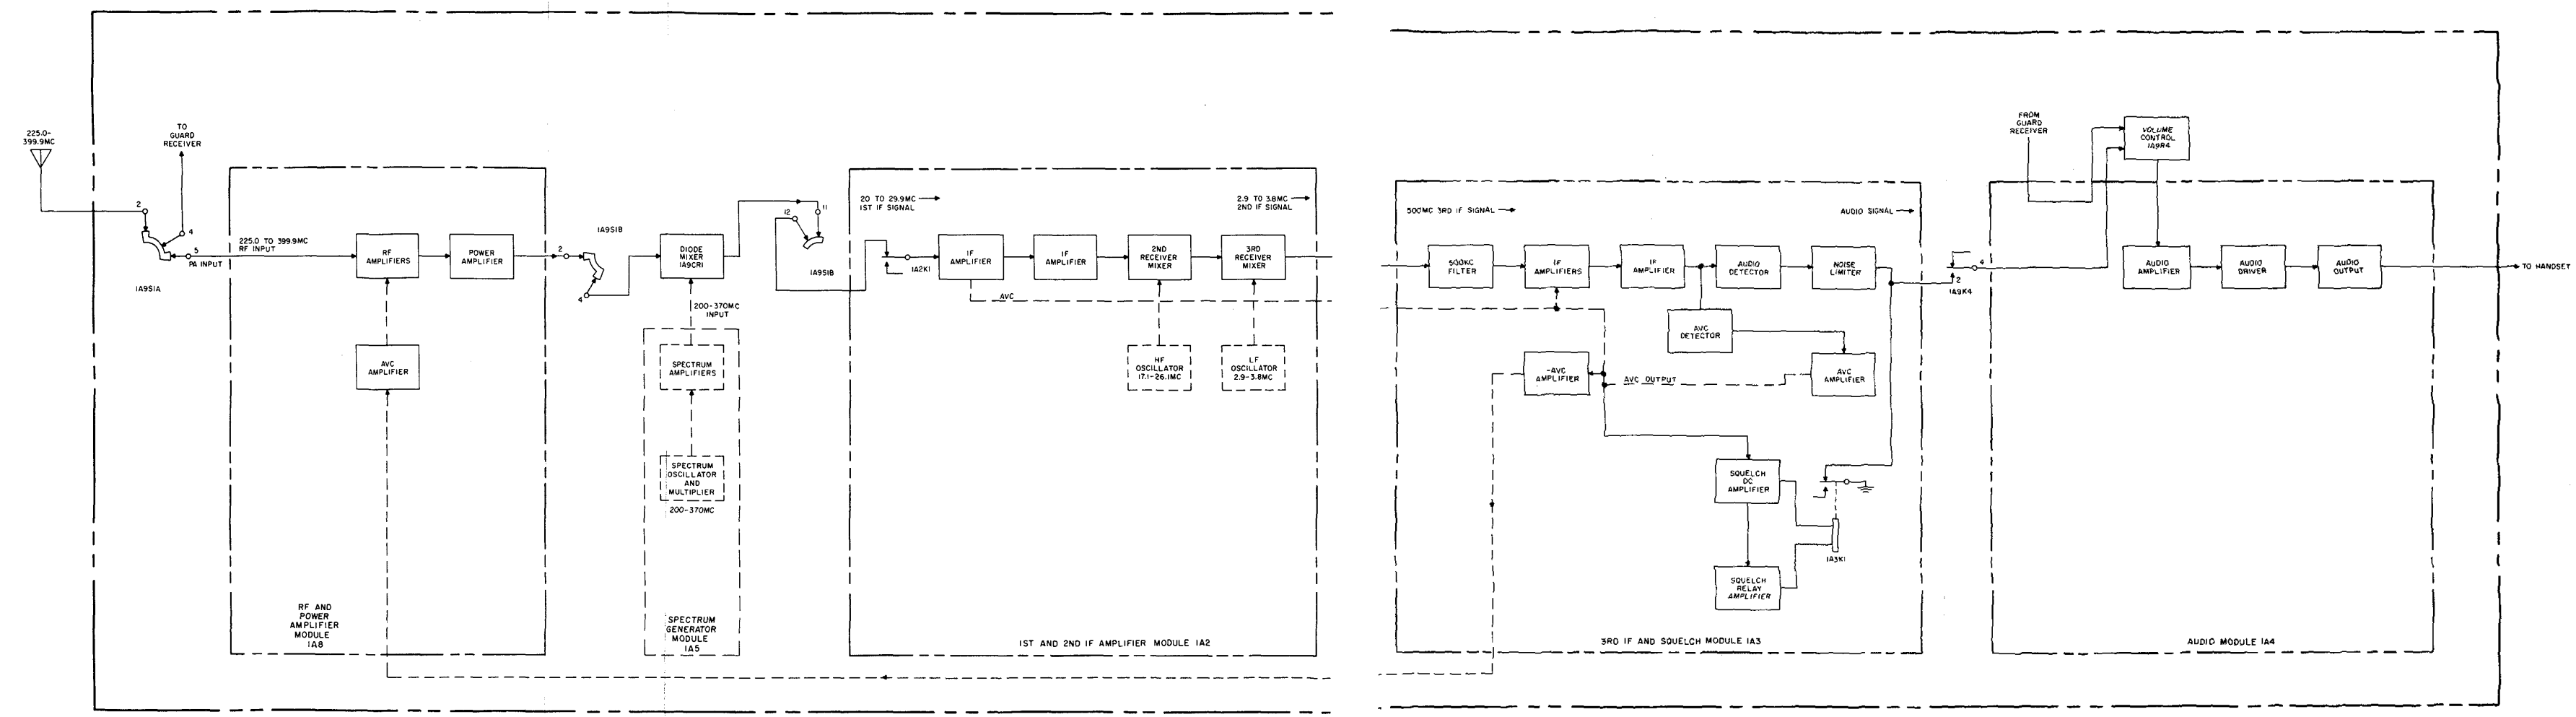 225.0-
399.9MC
2
TO
GUARD
RECEIVER
4
5
PA INPUT
1A9S1A
225.0 TO 399.9MC
RF INPUT
RF
AMPLIFIERS
POWER
AMPLIFIER
AVC
AMPLIFIER
RF AND
POWER
AMPLIFIER
MODULE
1A8
2
1A9S1B
4
DIODE
MIXER
1A9CR1
200-370MC
INPUT
SPECTRUM
AMPLIFIERS
SPECTRUM
OSCILLATOR
AND
MULTIPLIER
200-370MC
SPECTRUM
GENERATOR
MODULE
1A5
12
11
1A9S1B
20 TO 29.9MC
1ST IF SIGNAL
2.9 TO 3.8MC
2ND IF SIGNAL
1A2K1
IF
AMPLIFIER
IF
AMPLIFIER
2ND
RECEIVER
MIXER
3RD
RECEIVER
MIXER
AVC
HF
OSCILLATOR
17.1-26.1MC
LF
OSCILLATOR
2.9-3.8MC
1ST AND 2ND IF AMPLIFIER MODULE 1A2
500MC 3RD IF SIGNAL
AUDIO SIGNAL
500KC
FILTER
IF
AMPLIFIERS
IF
AMPLIFIER
AUDIO
DETECTOR
NOISE
LIMITER
AVC
DETECTOR
-AVC
AMPLIFIER
AVC OUTPUT
AVC
AMPLIFIER
SQUELCH
DC
AMPLIFIER
SQUELCH
RELAY
AMPLIFIER
1A3K1
3RD IF AND SQUELCH MODULE 1A3
4
2
1A9K4
FROM
GUARD
RECEIVER
VOLUME
CONTROL
1A9R4
AUDIO
AMPLIFIER
AUDIO
DRIVER
AUDIO
OUTPUT
TO HANDSET
AUDIO MODULE 1A4